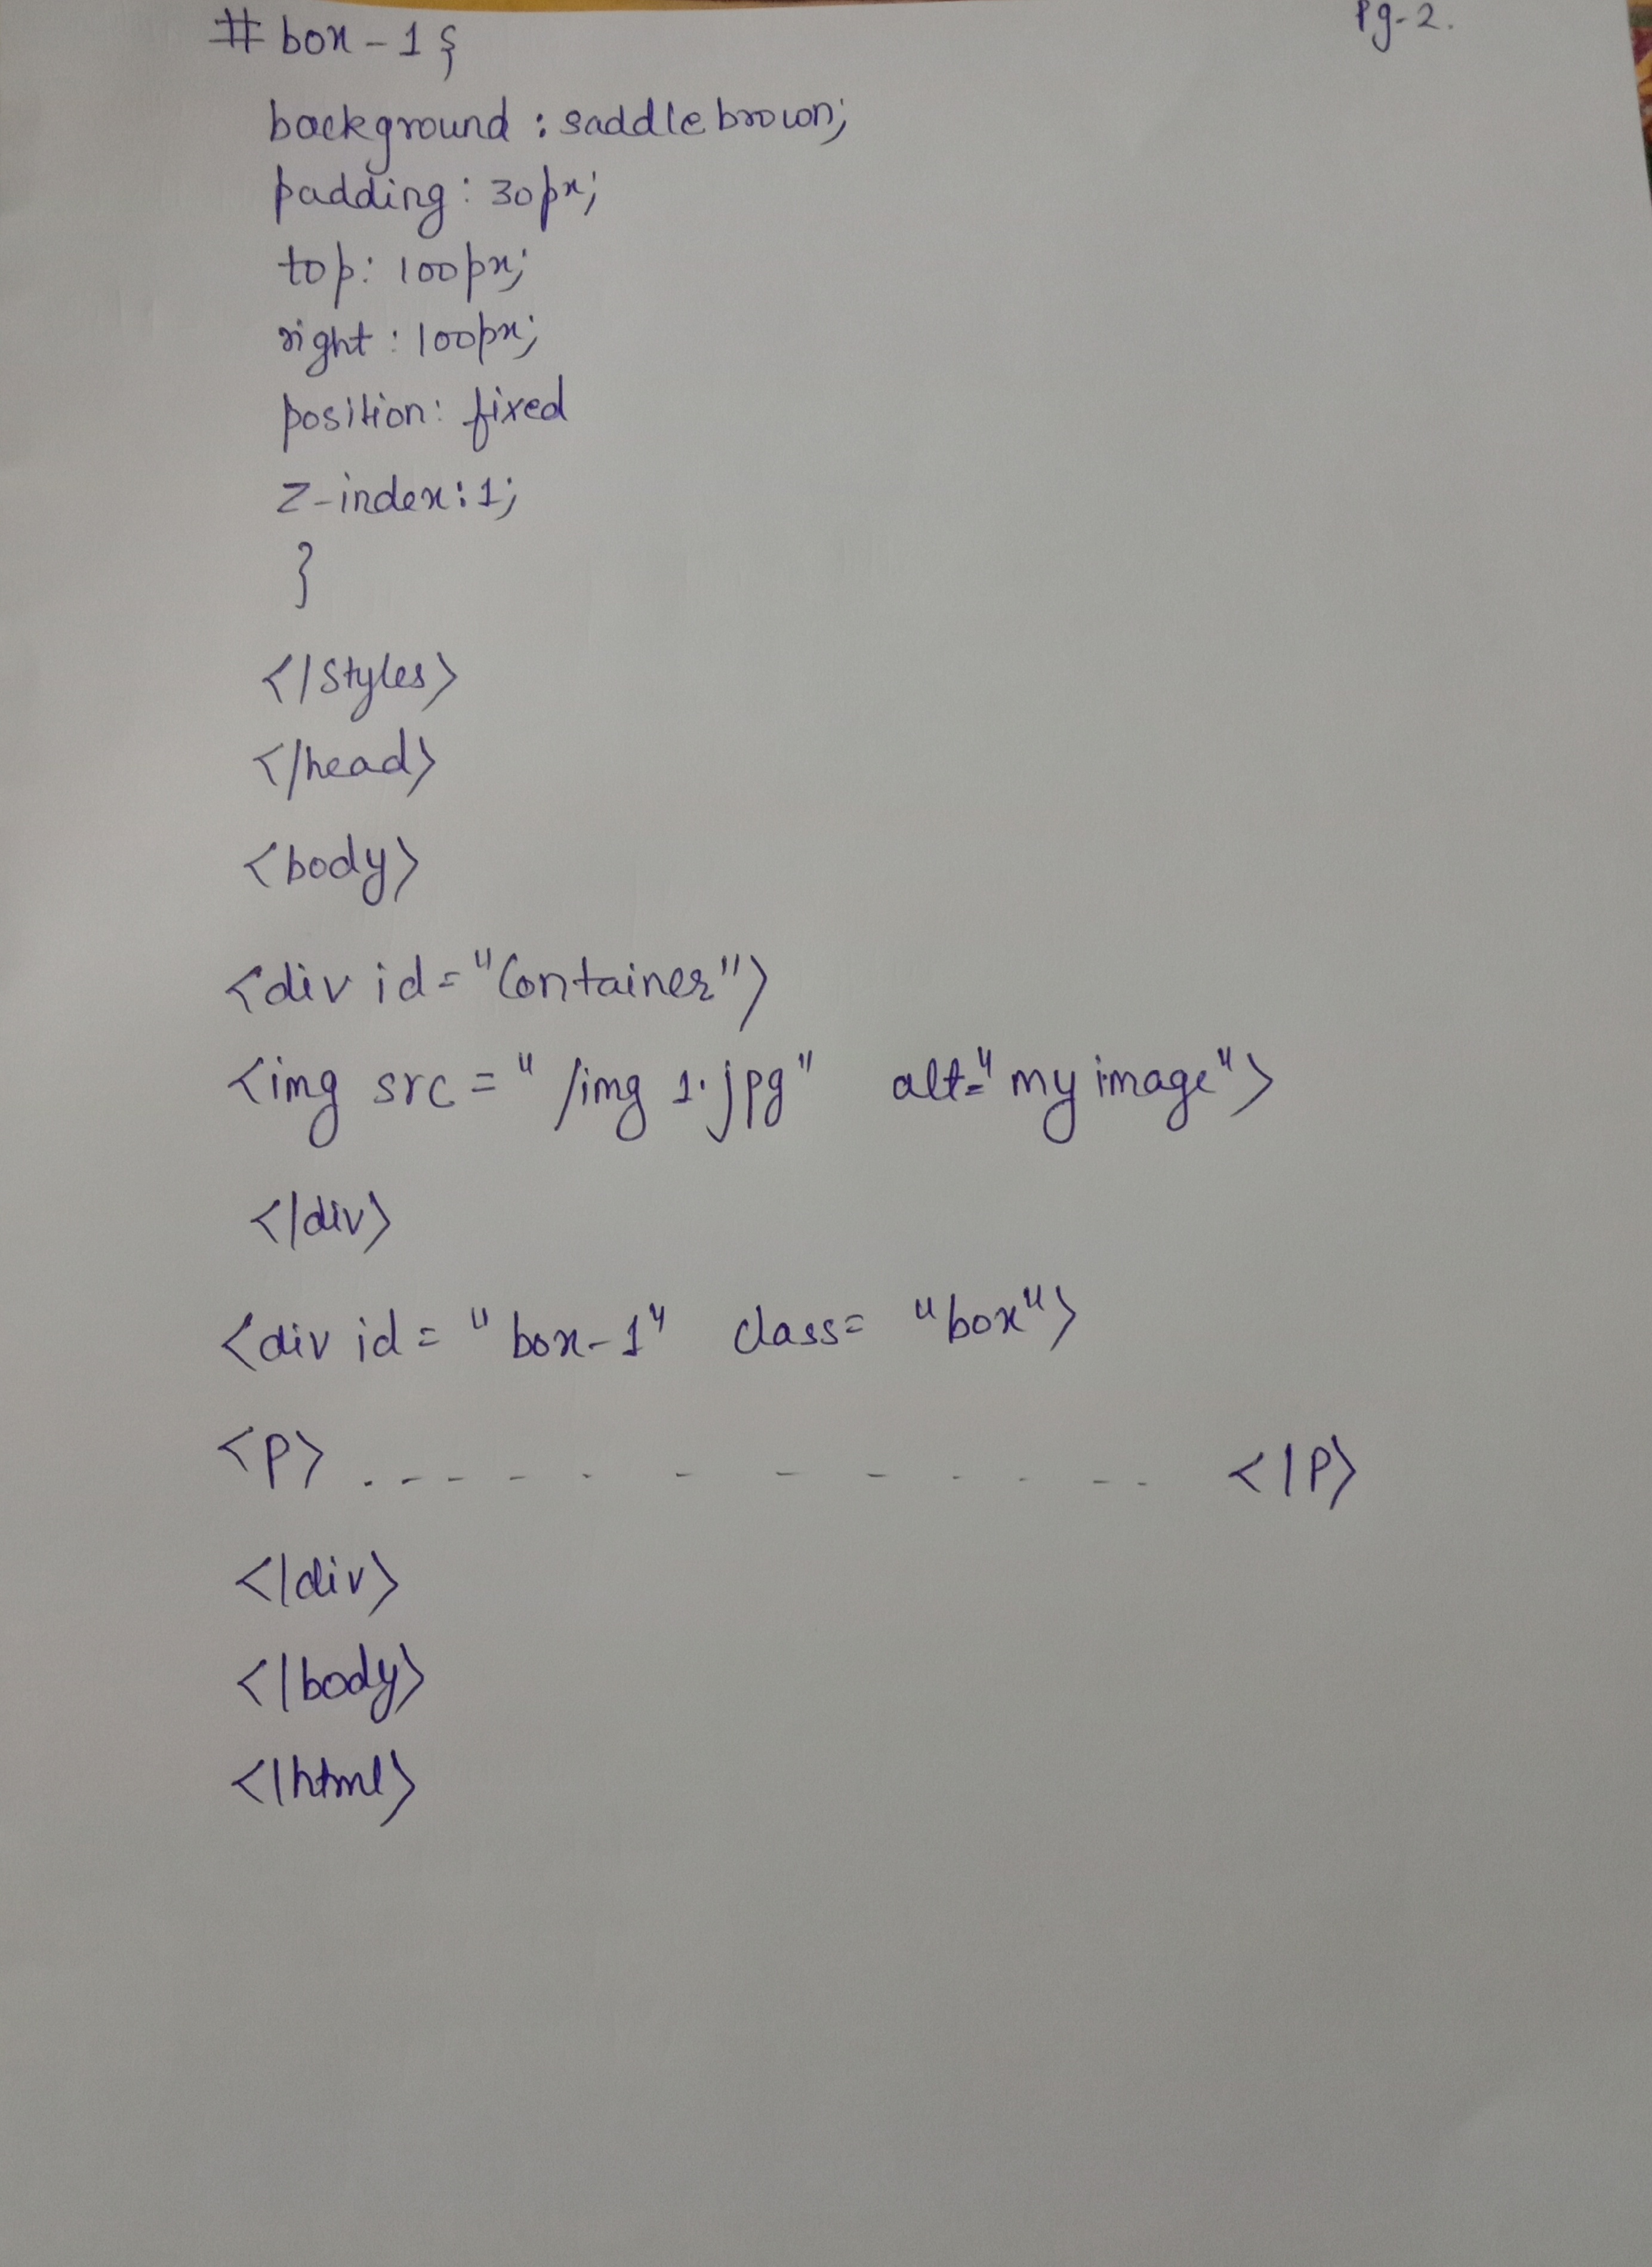 Pg-2.
#box-1{
background: saddlebrown;
padding: 30px;
top: 100px;
right: 100px;
position: fixed
z-index: 1;
}
</Styles>
</head>
<body>
<div id="Container">
<img src="/img 1.jpg" alt="my image">
</div>
<div id="box-1" class="box">
<P> ............. </P>
</div>
</body>
</html>